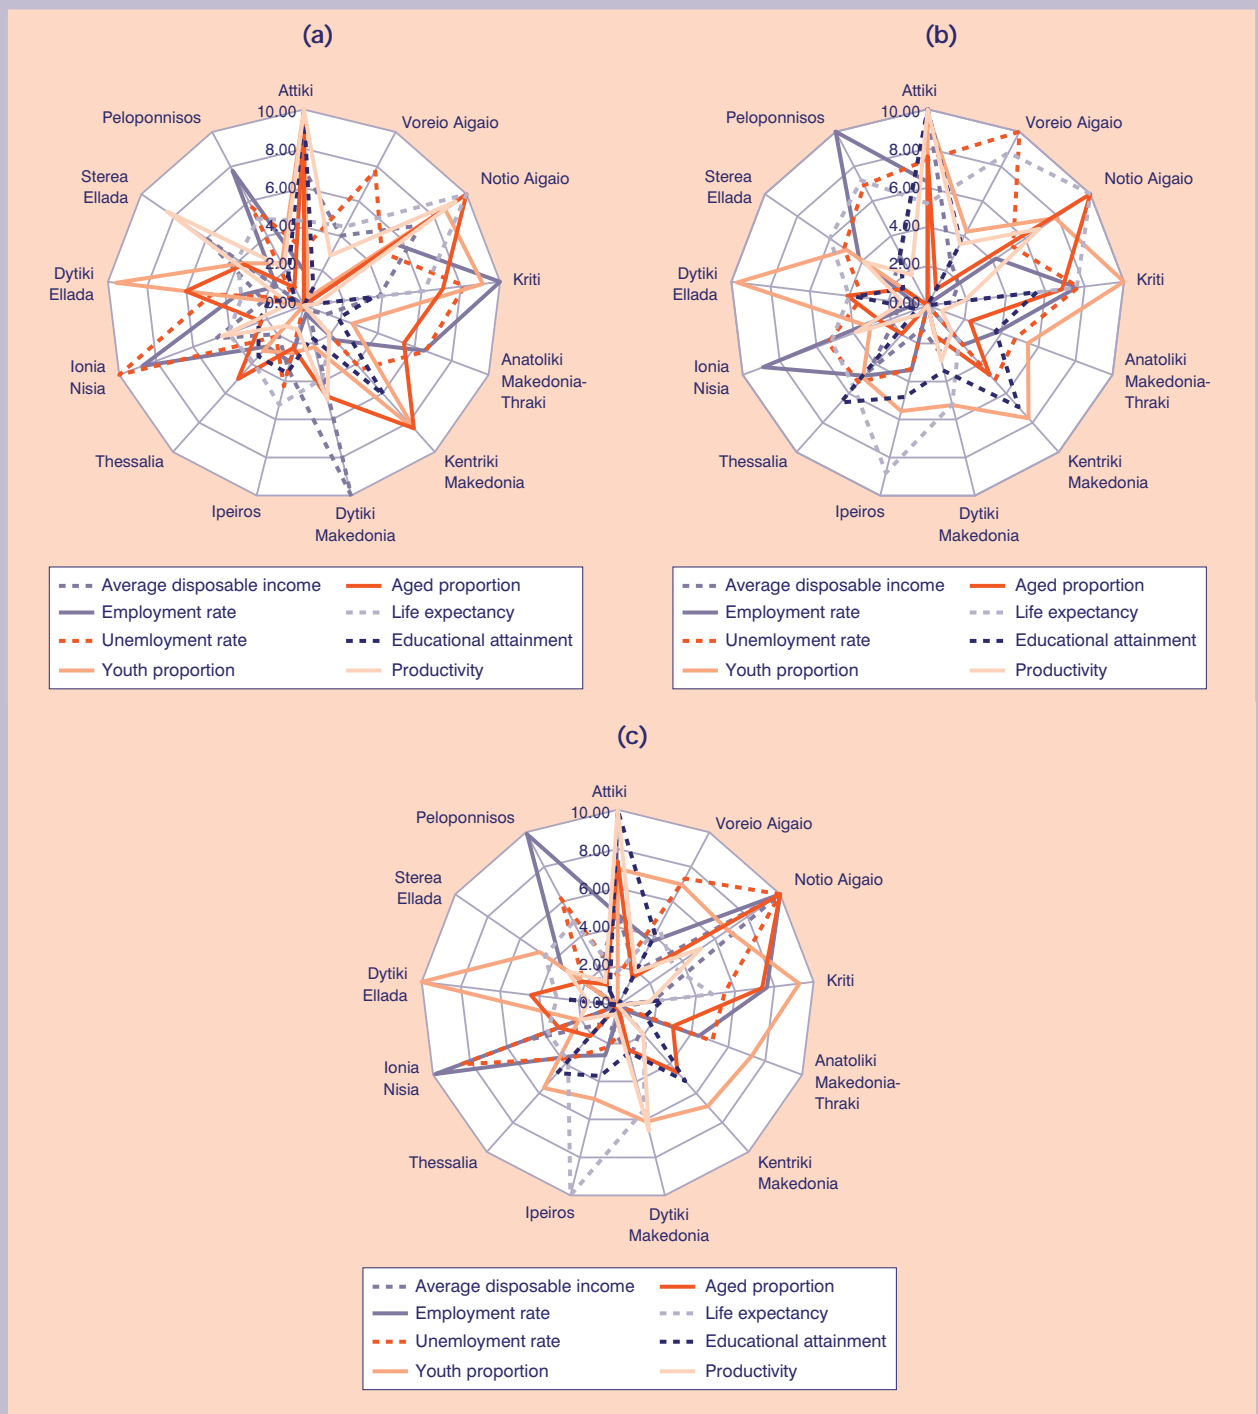 (a)
Attiki
10.00
8.00
6.00
4.00
2.00
0.00
Voreio Aigaio
Notio Aigaio
Kriti
Anatoliki
Makedonia-
Thraki
Kentriki
Makedonia
Dytiki
Makedonia
Ipeiros
Thessalia
Ionia
Nisia
Dytiki
Ellada
Sterea
Ellada
Peloponnisos
Average disposable income
Employment rate
Unemloyment rate
Youth proportion
Aged proportion
Life expectancy
Educational attainment
Productivity
(b)
Attiki
10.00
8.00
6.00
4.00
2.00
0.00
Voreio Aigaio
Notio Aigaio
Kriti
Anatoliki
Makedonia-
Thraki
Kentriki
Makedonia
Dytiki
Makedonia
Ipeiros
Thessalia
Ionia
Nisia
Dytiki
Ellada
Sterea
Ellada
Peloponnisos
Average disposable income
Employment rate
Unemloyment rate
Youth proportion
Aged proportion
Life expectancy
Educational attainment
Productivity
(c)
Attiki
10.00
8.00
6.00
4.00
2.00
0.00
Voreio Aigaio
Notio Aigaio
Kriti
Anatoliki
Makedonia-
Thraki
Kentriki
Makedonia
Dytiki
Makedonia
Ipeiros
Thessalia
Ionia
Nisia
Dytiki
Ellada
Sterea
Ellada
Peloponnisos
Average disposable income
Employment rate
Unemloyment rate
Youth proportion
Aged proportion
Life expectancy
Educational attainment
Productivity